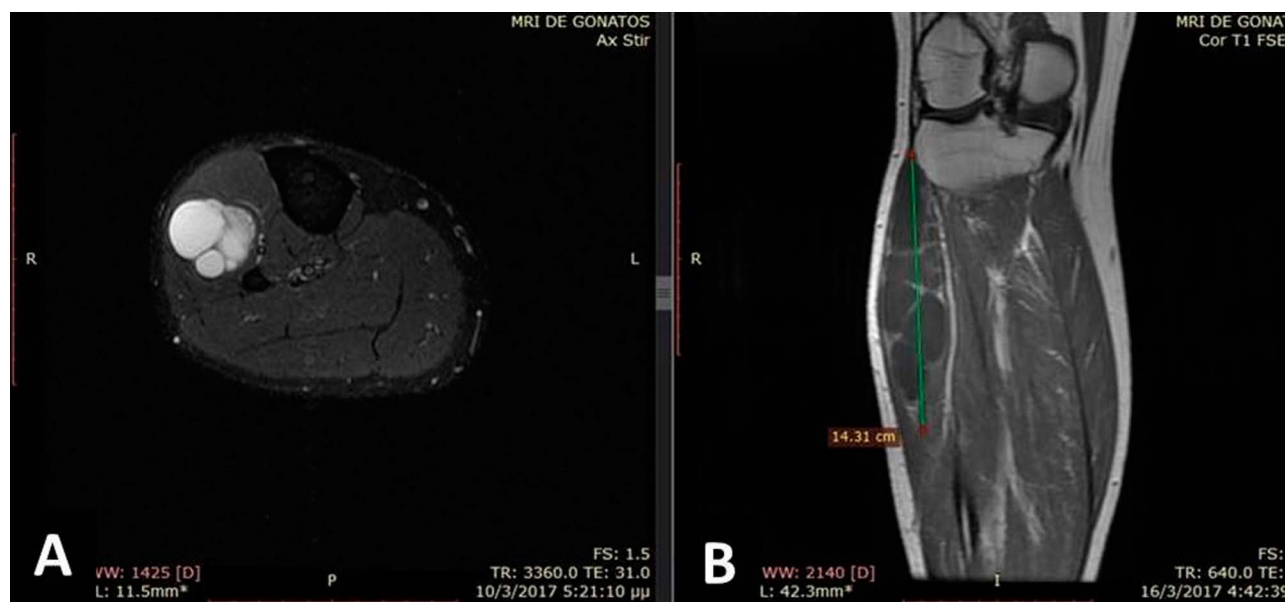 MRI DE GONATOS
Ax Stir
R
L
A
WW: 1425 [D]
L: 11.5mm*
P
FS: 1.5
TR: 3360.0 TE: 31.0
10/3/2017 5:21:10 μμ
MRI DE GONAT
Cor T1 FSE
R
14.31 cm
B
WW: 2140 [D]
L: 42.3mm*
I
FS:
TR: 640.0 TE:
16/3/2017 4:42:3